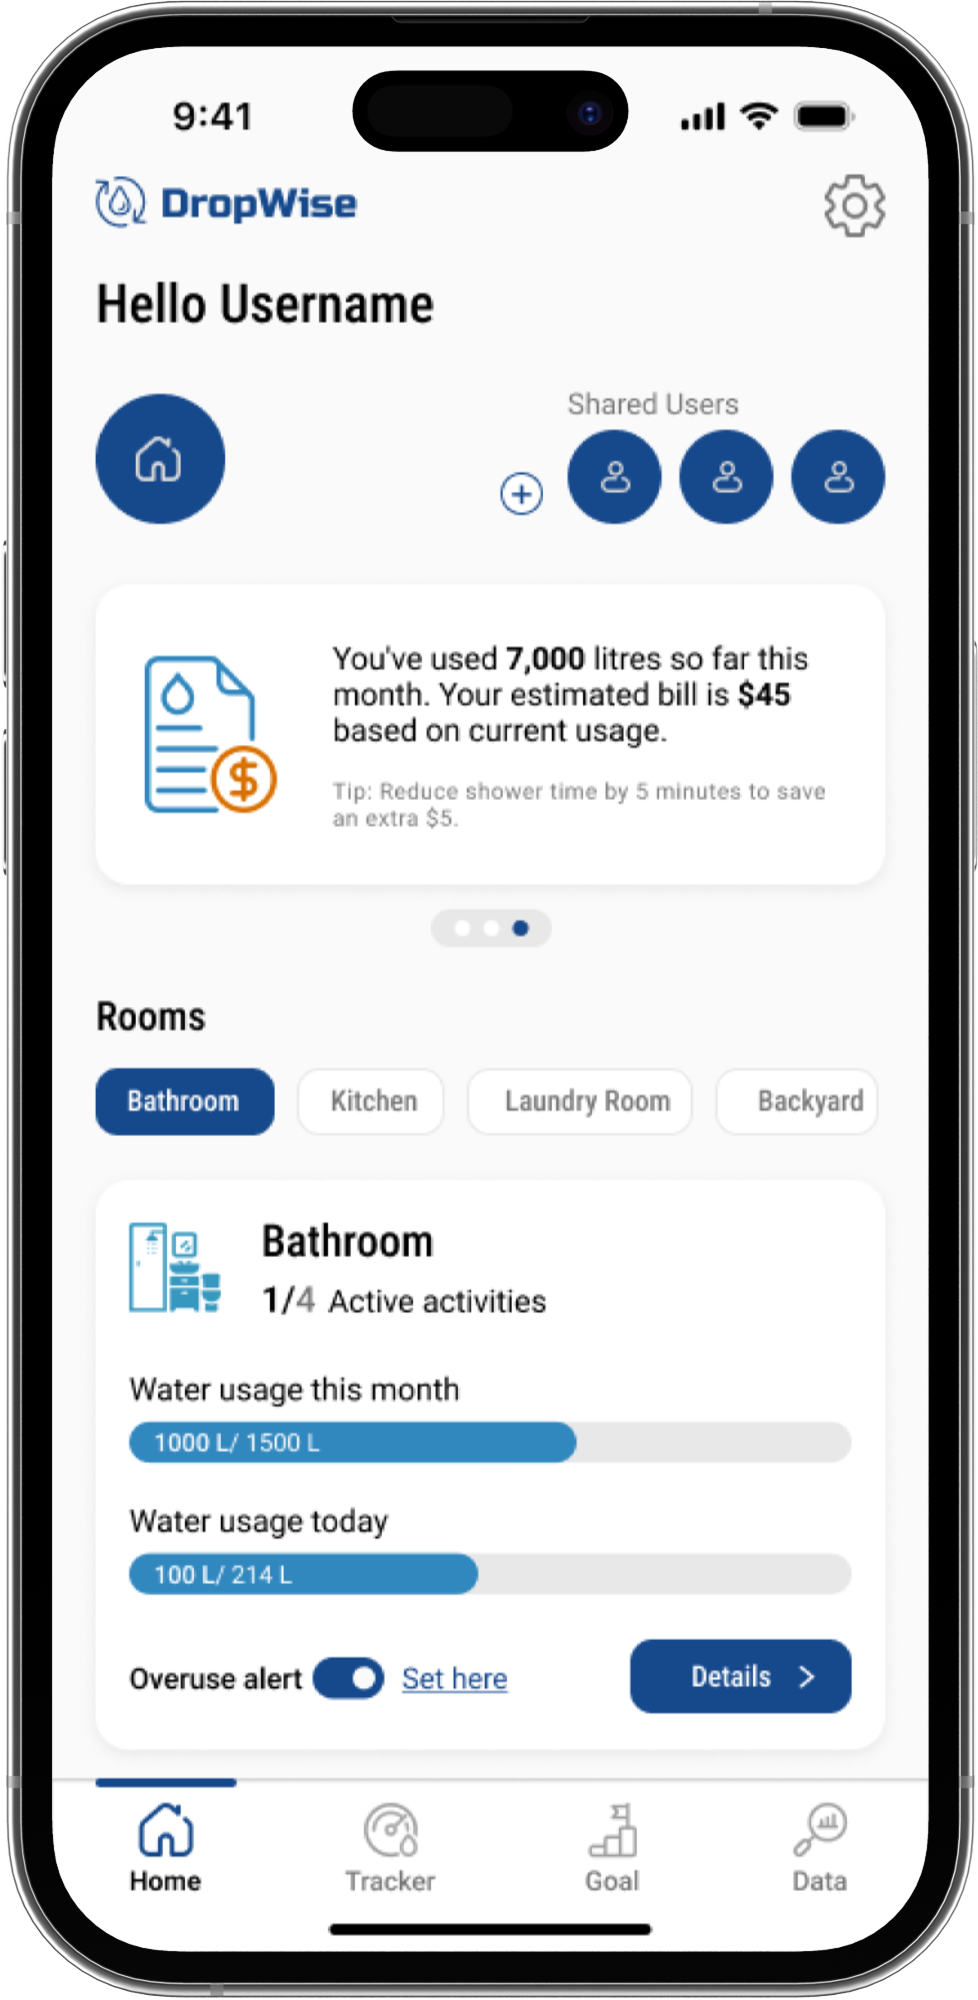 9:41
DropWise
Hello Username
Shared Users
You've used 7,000 litres so far this
month. Your estimated bill is $45
based on current usage.
Tip: Reduce shower time by 5 minutes to save
an extra $5.
Rooms
Bathroom
Kitchen
Laundry Room
Backyard
Bathroom
1/4 Active activities
Water usage this month
1000 L/ 1500 L
Water usage today
100 L/ 214 L
Overuse alert
Set here
Details
Home
Tracker
Goal
Data